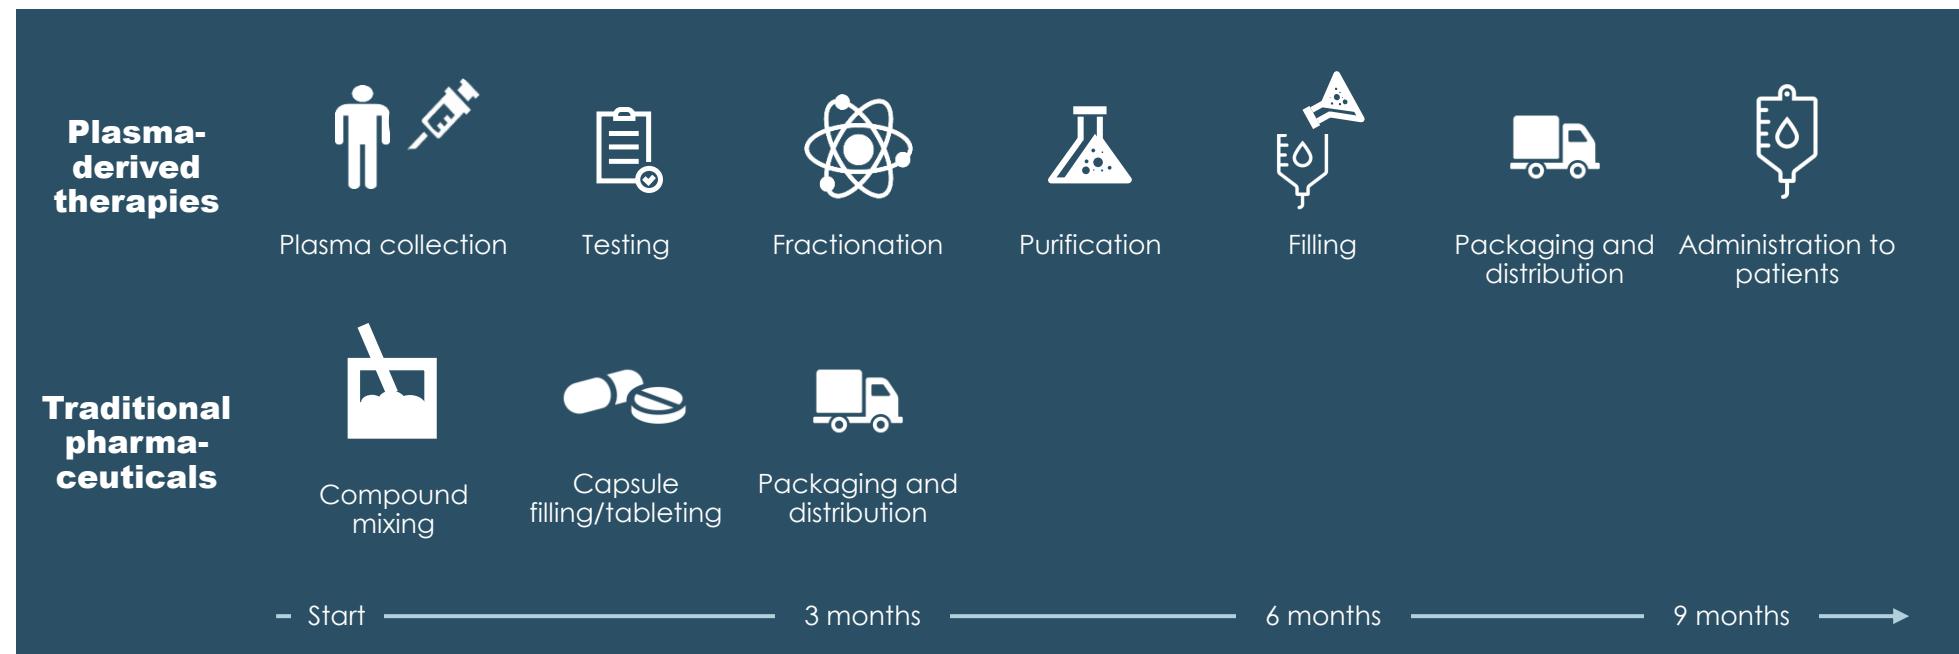 Plasma-
derived
therapies
Plasma collection
Testing
Fractionation
Purification
Filling
Packaging and
distribution
Administration to
patients
Traditional
pharma-
ceuticals
Compound
mixing
Capsule
filling/tableting
Packaging and
distribution
Start
3 months
6 months
9 months